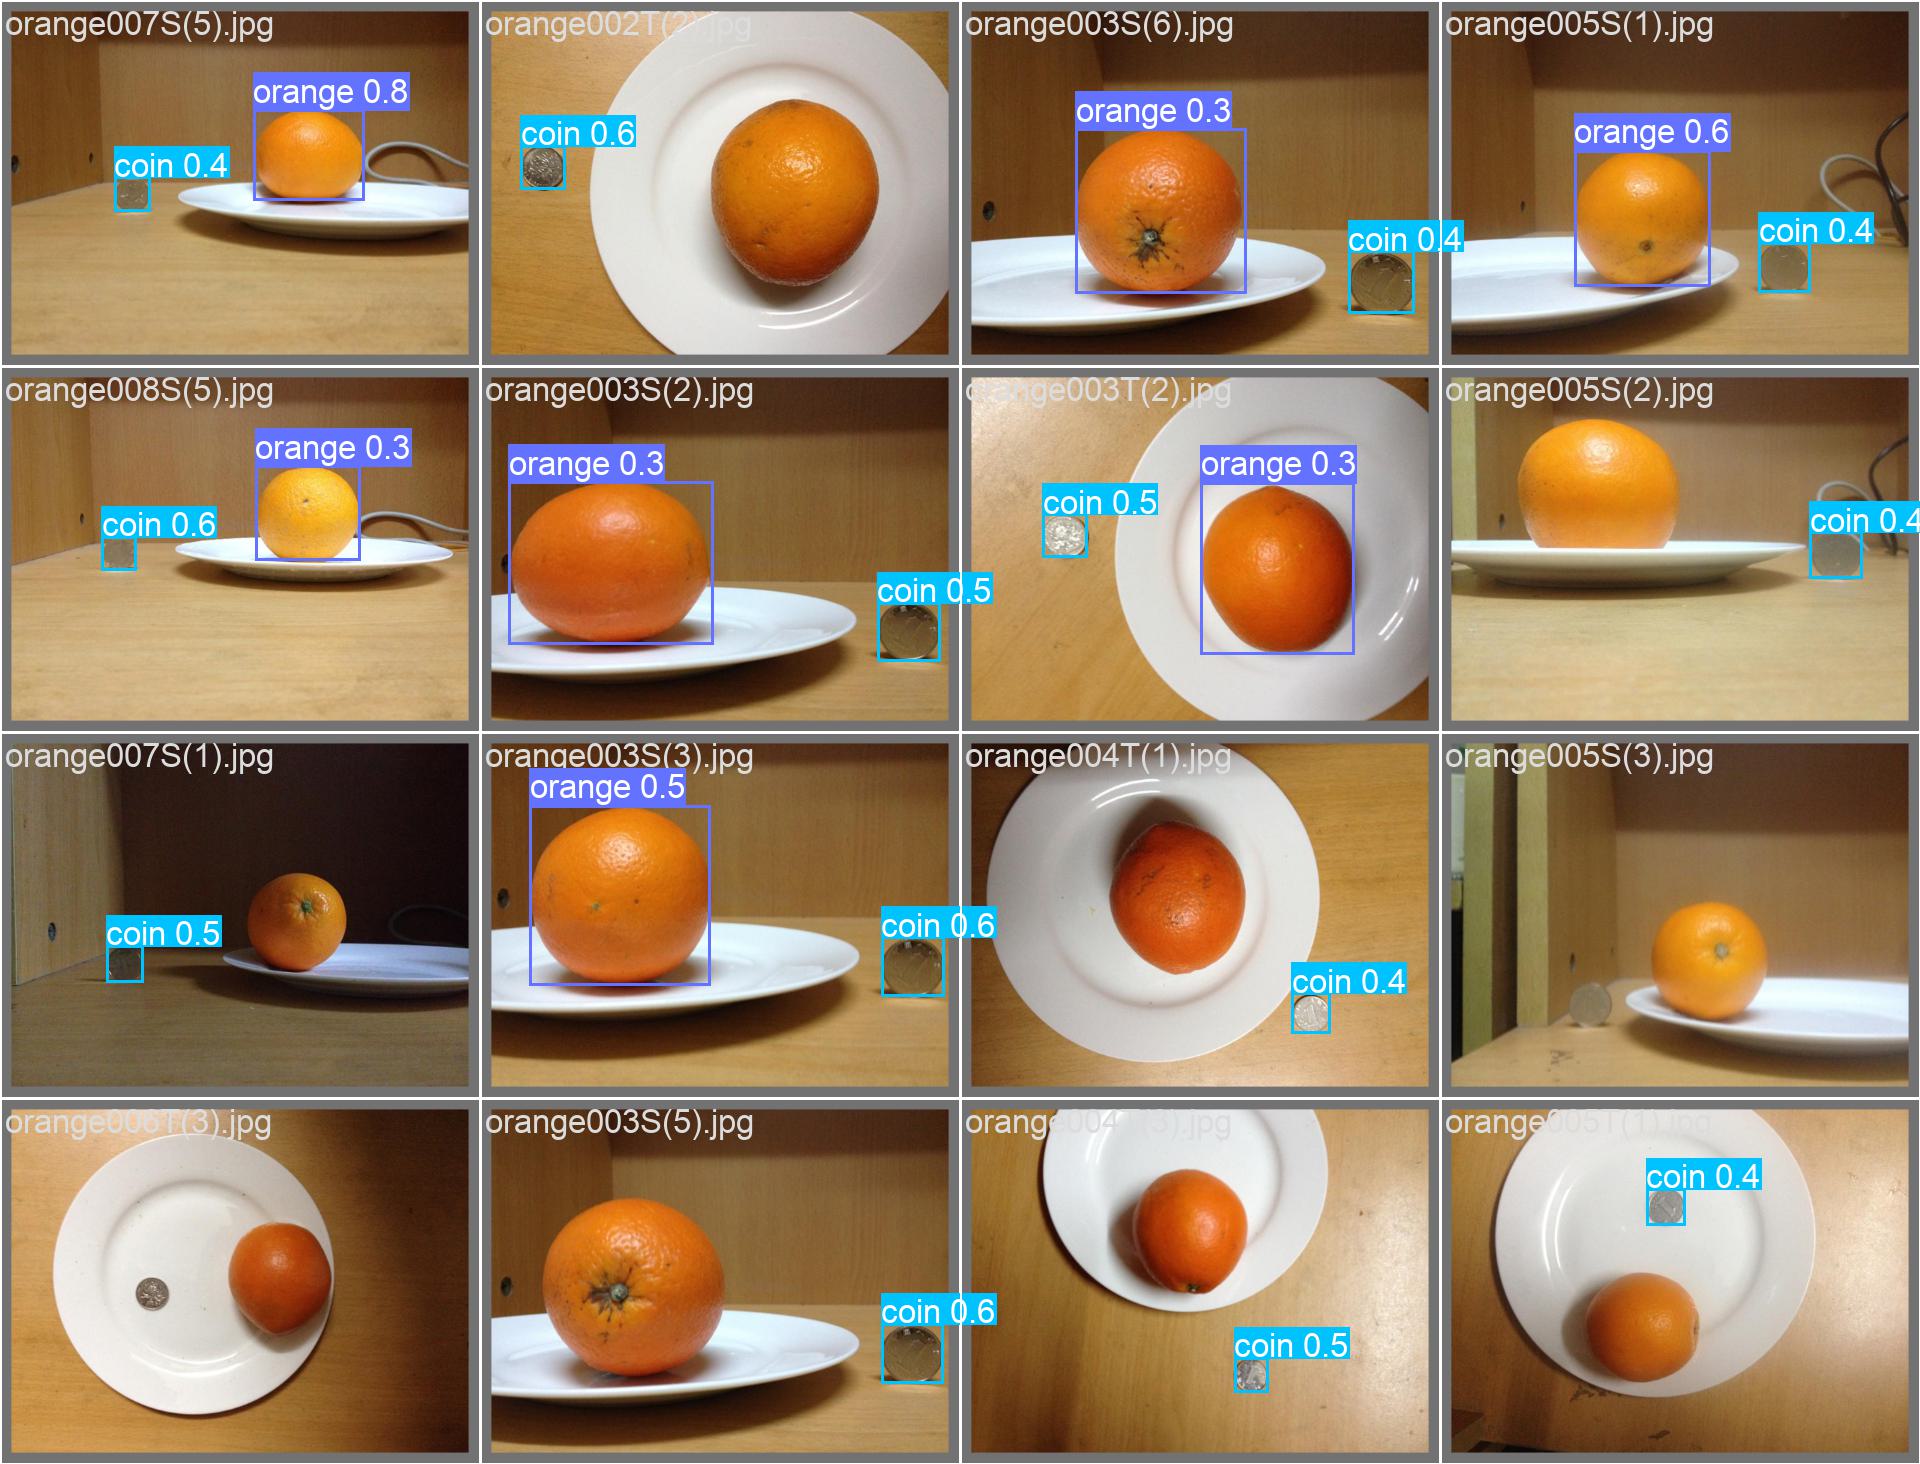 orange007S(5).jpg
orange 0.8
coin 0.4
orange002T(2).jpg
coin 0.6
orange003S(6).jpg
orange 0.3
coin 0.4
orange005S(1).jpg
orange 0.6
coin 0.4
orange008S(5).jpg
orange 0.3
coin 0.6
orange003S(2).jpg
orange 0.3
coin 0.5
orange003T(2).jpg
orange 0.3
coin 0.5
orange005S(2).jpg
coin 0.4
orange007S(1).jpg
coin 0.5
orange003S(3).jpg
orange 0.5
coin 0.6
orange004T(1).jpg
coin 0.4
orange005S(3).jpg
orange006T(3).jpg
orange003S(5).jpg
coin 0.6
orange004T(3).jpg
coin 0.5
orange005T(1).jpg
coin 0.4